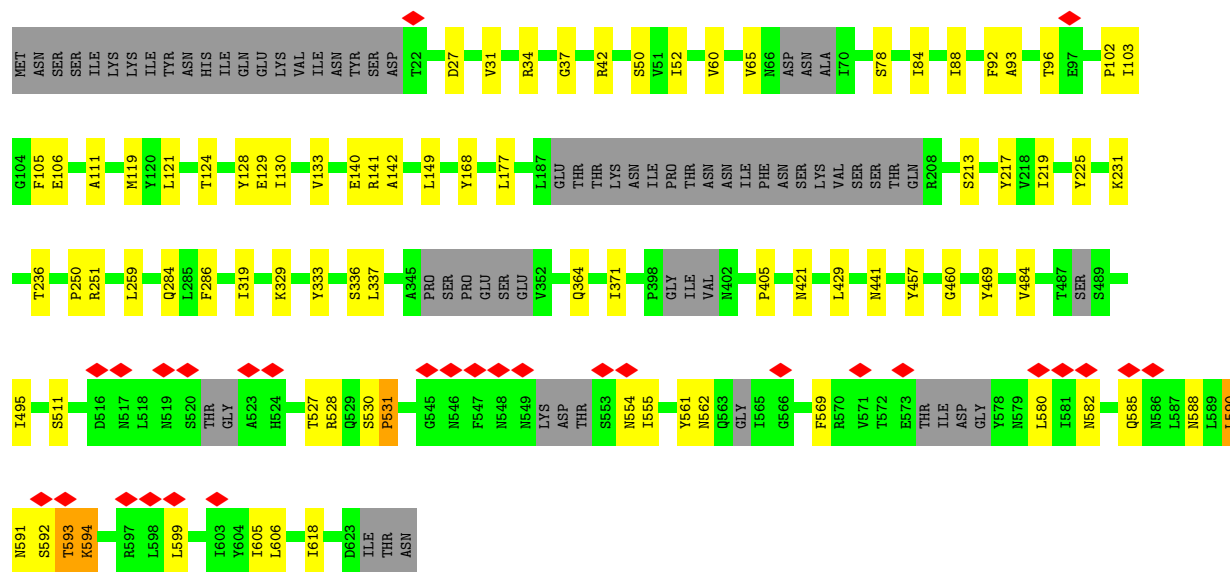 MET ASN SER SER ILE LYS LYS ILE TYR ASN HIS ILE GLN GLU LYS VAL ILE ASN TYR SER ASP T22 D27 V31 R34 G37 R42 S50 V51 I52 V60 V65 N66 ASP ASN ALA I70 S78 I84 I88 F92 A93 T96 E97 P102 I103
G104 F105 E106 A111 M119 Y120 L121 T124 Y128 E129 I130 V133 E140 R141 A142 L149 Y168 L177 L187 GLU THR THR LYS ASN ILE PRO THR ASN ASN ILE PHE ASN SER LYS VAL SER SER THR GLN R208 S213 Y217 V218 I219 Y225 K231
T236 P250 R251 L259 Q284 L285 F286 I319 K329 Y333 S336 L337 A345 PRO SER PRO GLU SER GLU V352 Q364 I371 P398 GLY ILE VAL N402 P405 N421 L429 N441 Y457 G460 Y469 V484 T487 SER S489
I495 S511 D516 N517 L518 N519 S520 THR GLY A523 H524 T527 R528 Q529 S530 P531 G545 N546 F547 N548 N549 LYS ASP THR S553 N554 I555 Y561 N562 Q563 GLY I565 G566 F569 R570 V571 T572 E573 THR ILE ASP GLY Y578 N579 L580 I581 N582 Q585 N586 L587 N588 L589 L590
N591 S592 T593 K594 R597 L598 L599 I603 Y604 I605 L606 I618 D623 ILE THR ASN